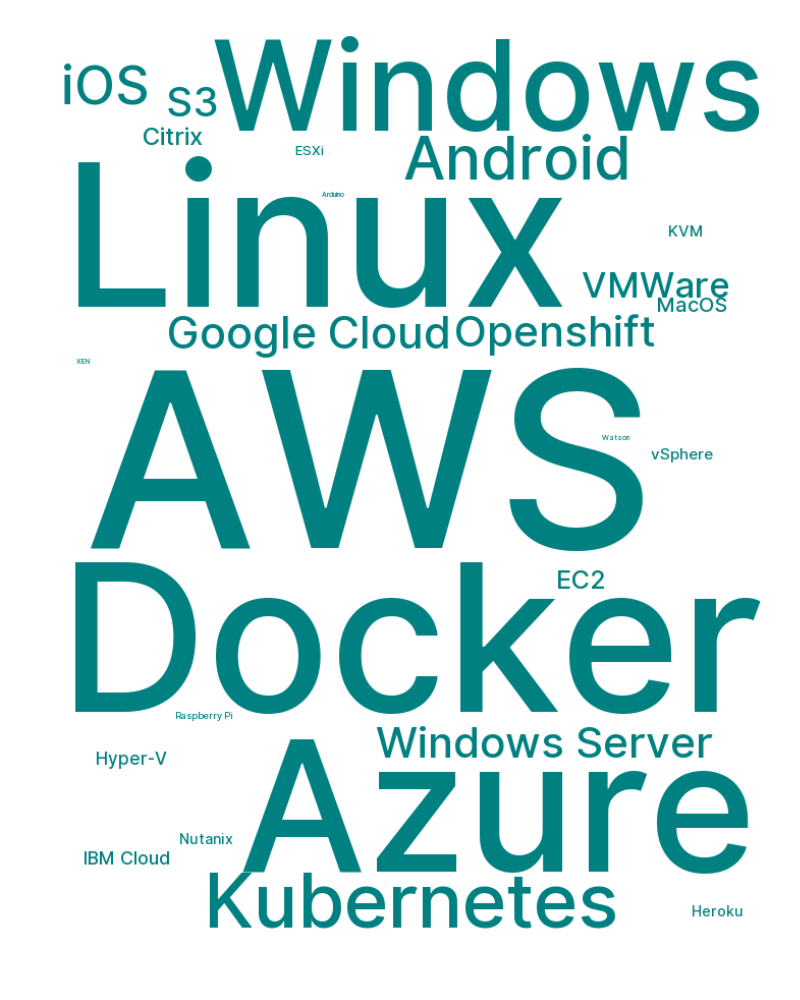 Windows
iOS
S3
Citrix
ESXi
Android
Linux
Arduino
KVM
VMWare
MacOS
Google Cloud
Openshift
XEN
AWS
Watson
vSphere
Docker
EC2
Raspberry Pi
Windows Server
Hyper-V
Azure
Nutanix
IBM Cloud
Kubernetes
Heroku